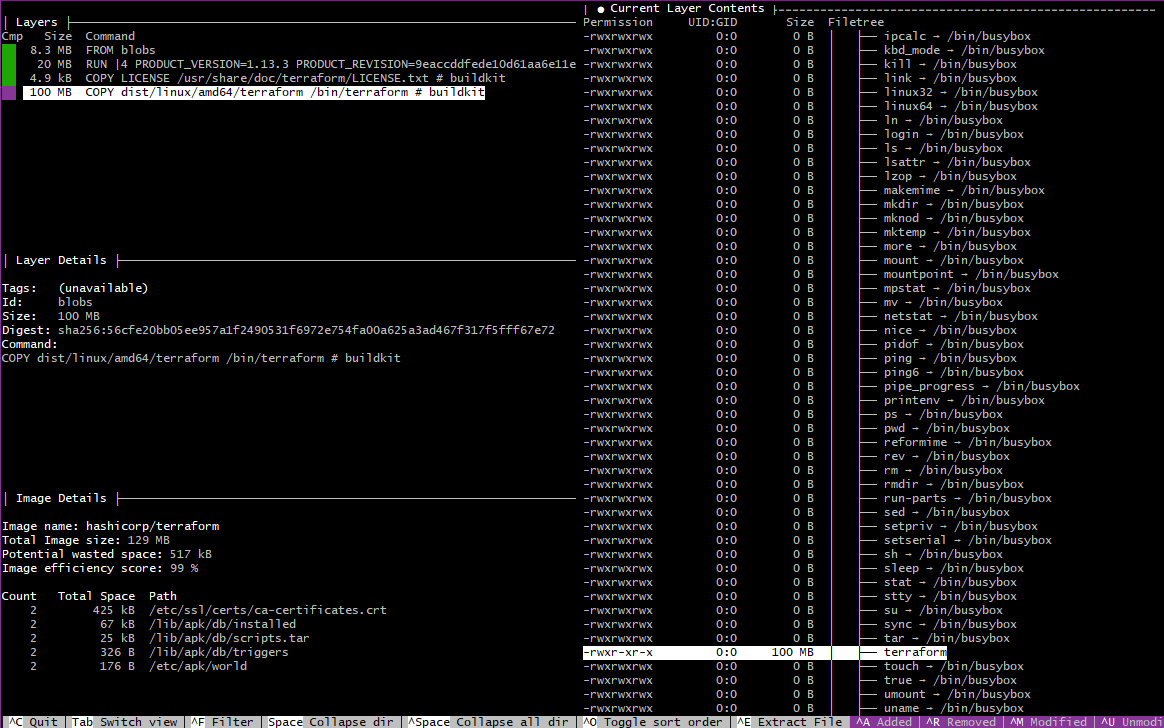 Layers
Cmp Size Command
8.3 MB FROM blobs
20 MB RUN |4 PRODUCT_VERSION=1.13.3 PRODUCT_REVISION=9eaccddfede10d61aa6e11e
4.9 kB COPY LICENSE /usr/share/doc/terraform/LICENSE.txt # buildkit
100 MB COPY dist/linux/amd64/terraform /bin/terraform # buildkit
Layer Details
Tags: (unavailable)
Id: blobs
Size: 100 MB
Digest: sha256:56cfe20bb05ee957a1f2490531f6972e754fa00a625a3ad467f317f5fff67e72
Command:
COPY dist/linux/amd64/terraform /bin/terraform # buildkit
Image Details
Image name: hashicorp/terraform
Total Image size: 129 MB
Potential wasted space: 517 kB
Image efficiency score: 99 %
Count Total Space Path
2 425 kB /etc/ssl/certs/ca-certificates.crt
2 67 kB /lib/apk/db/installed
2 25 kB /lib/apk/db/scripts.tar
2 326 B /lib/apk/db/triggers
2 176 B /etc/apk/world
● Current Layer Contents
Permission UID:GID Size Filetree
-rwxrwxrwx 0:0 0 B ├── ipcalc → /bin/busybox
-rwxrwxrwx 0:0 0 B ├── kbd_mode → /bin/busybox
-rwxrwxrwx 0:0 0 B ├── kill → /bin/busybox
-rwxrwxrwx 0:0 0 B ├── link → /bin/busybox
-rwxrwxrwx 0:0 0 B ├── linux32 → /bin/busybox
-rwxrwxrwx 0:0 0 B ├── linux64 → /bin/busybox
-rwxrwxrwx 0:0 0 B ├── ln → /bin/busybox
-rwxrwxrwx 0:0 0 B ├── login → /bin/busybox
-rwxrwxrwx 0:0 0 B ├── ls → /bin/busybox
-rwxrwxrwx 0:0 0 B ├── lsattr → /bin/busybox
-rwxrwxrwx 0:0 0 B ├── lzop → /bin/busybox
-rwxrwxrwx 0:0 0 B ├── makemime → /bin/busybox
-rwxrwxrwx 0:0 0 B ├── mkdir → /bin/busybox
-rwxrwxrwx 0:0 0 B ├── mknod → /bin/busybox
-rwxrwxrwx 0:0 0 B ├── mktemp → /bin/busybox
-rwxrwxrwx 0:0 0 B ├── more → /bin/busybox
-rwxrwxrwx 0:0 0 B ├── mount → /bin/busybox
-rwxrwxrwx 0:0 0 B ├── mountpoint → /bin/busybox
-rwxrwxrwx 0:0 0 B ├── mpstat → /bin/busybox
-rwxrwxrwx 0:0 0 B ├── mv → /bin/busybox
-rwxrwxrwx 0:0 0 B ├── netstat → /bin/busybox
-rwxrwxrwx 0:0 0 B ├── nice → /bin/busybox
-rwxrwxrwx 0:0 0 B ├── pidof → /bin/busybox
-rwxrwxrwx 0:0 0 B ├── ping → /bin/busybox
-rwxrwxrwx 0:0 0 B ├── ping6 → /bin/busybox
-rwxrwxrwx 0:0 0 B ├── pipe_progress → /bin/busybox
-rwxrwxrwx 0:0 0 B ├── printenv → /bin/busybox
-rwxrwxrwx 0:0 0 B ├── ps → /bin/busybox
-rwxrwxrwx 0:0 0 B ├── pwd → /bin/busybox
-rwxrwxrwx 0:0 0 B ├── reformime → /bin/busybox
-rwxrwxrwx 0:0 0 B ├── rev → /bin/busybox
-rwxrwxrwx 0:0 0 B ├── rm → /bin/busybox
-rwxrwxrwx 0:0 0 B ├── rmdir → /bin/busybox
-rwxrwxrwx 0:0 0 B ├── run-parts → /bin/busybox
-rwxrwxrwx 0:0 0 B ├── sed → /bin/busybox
-rwxrwxrwx 0:0 0 B ├── setpriv → /bin/busybox
-rwxrwxrwx 0:0 0 B ├── setserial → /bin/busybox
-rwxrwxrwx 0:0 0 B ├── sh → /bin/busybox
-rwxrwxrwx 0:0 0 B ├── sleep → /bin/busybox
-rwxrwxrwx 0:0 0 B ├── stat → /bin/busybox
-rwxrwxrwx 0:0 0 B ├── stty → /bin/busybox
-rwxrwxrwx 0:0 0 B ├── su → /bin/busybox
-rwxrwxrwx 0:0 0 B ├── sync → /bin/busybox
-rwxrwxrwx 0:0 0 B ├── tar → /bin/busybox
-rwxr-xr-x 0:0 100 MB ├── terraform
-rwxrwxrwx 0:0 0 B ├── touch → /bin/busybox
-rwxrwxrwx 0:0 0 B ├── true → /bin/busybox
-rwxrwxrwx 0:0 0 B ├── umount → /bin/busybox
-rwxrwxrwx 0:0 0 B ├── uname → /bin/busybox
^C Quit | Tab Switch view | ^F Filter | Space Collapse dir | ^Space Collapse all dir | ^O Toggle sort order | ^E Extract File | ^A Added | ^R Removed | ^M Modified | ^U Unmodi